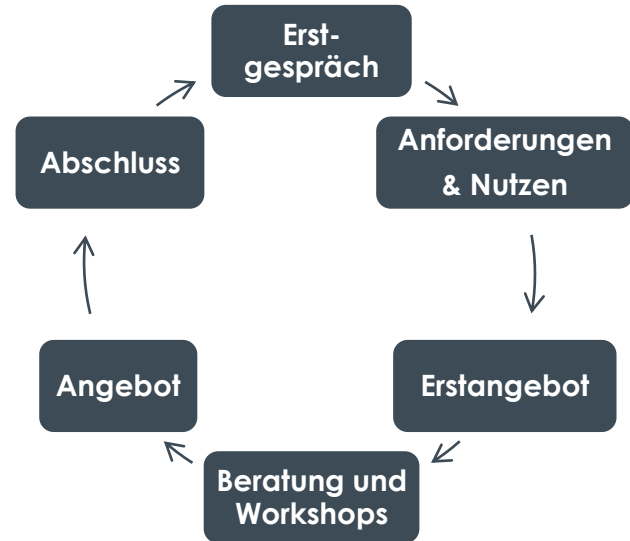 Erst-
gespräch
Anforderungen
& Nutzen
Erstangebot
Beratung und
Workshops
Angebot
Abschluss